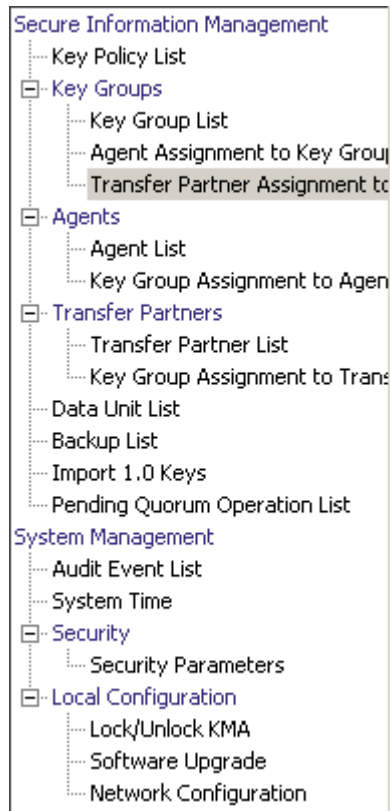 Secure Information Management
Key Policy List
Key Groups
Key Group List
Agent Assignment to Key Grou
Transfer Partner Assignment to
Agents
Agent List
Key Group Assignment to Agen
Transfer Partners
Transfer Partner List
Key Group Assignment to Trans
Data Unit List
Backup List
Import 1.0 Keys
Pending Quorum Operation List
System Management
Audit Event List
System Time
Security
Security Parameters
Local Configuration
Lock/Unlock KMA
Software Upgrade
Network Configuration